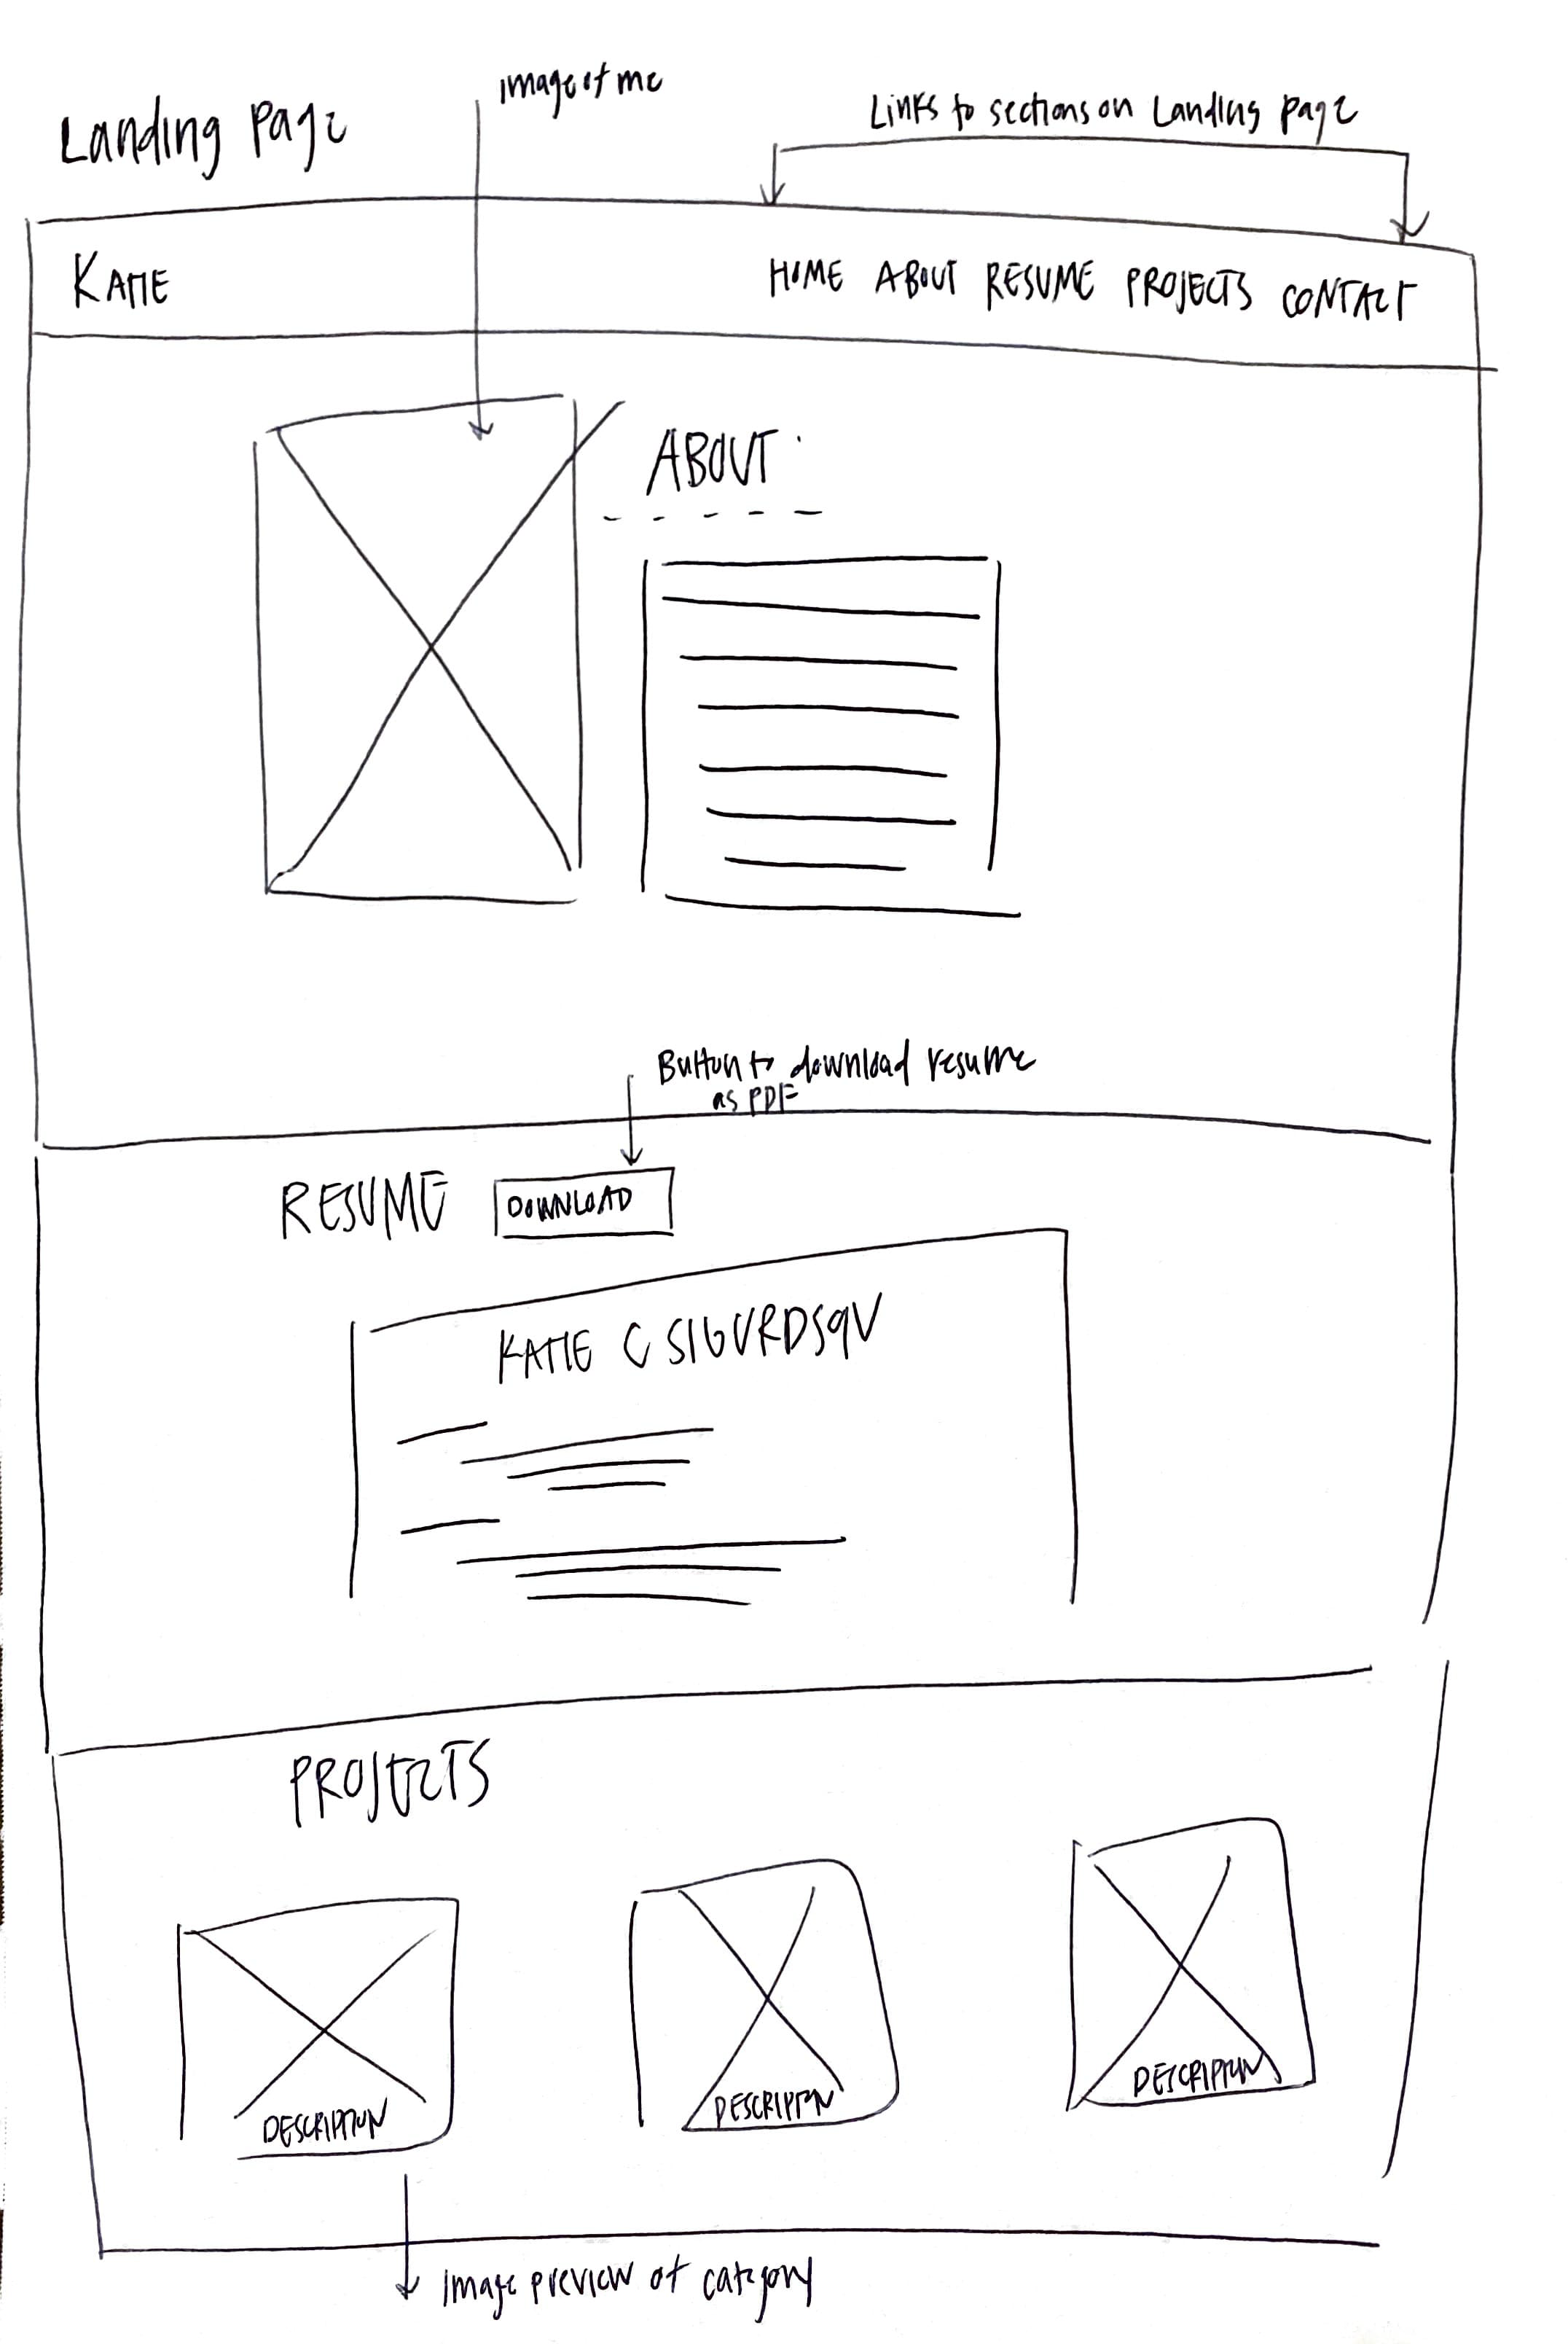 Image of me
Landing Page
Links to sections on Landing page
KATIE
HOME ABOUT RESUME PROJECTS CONTACT
ABOUT
Button to download resume
as PDF
RESUME
DOWNLOAD
KATIE C
PROJECTS
DESCRIPTION
DESCRIPTION
DESCRIPTION
Image preview of category